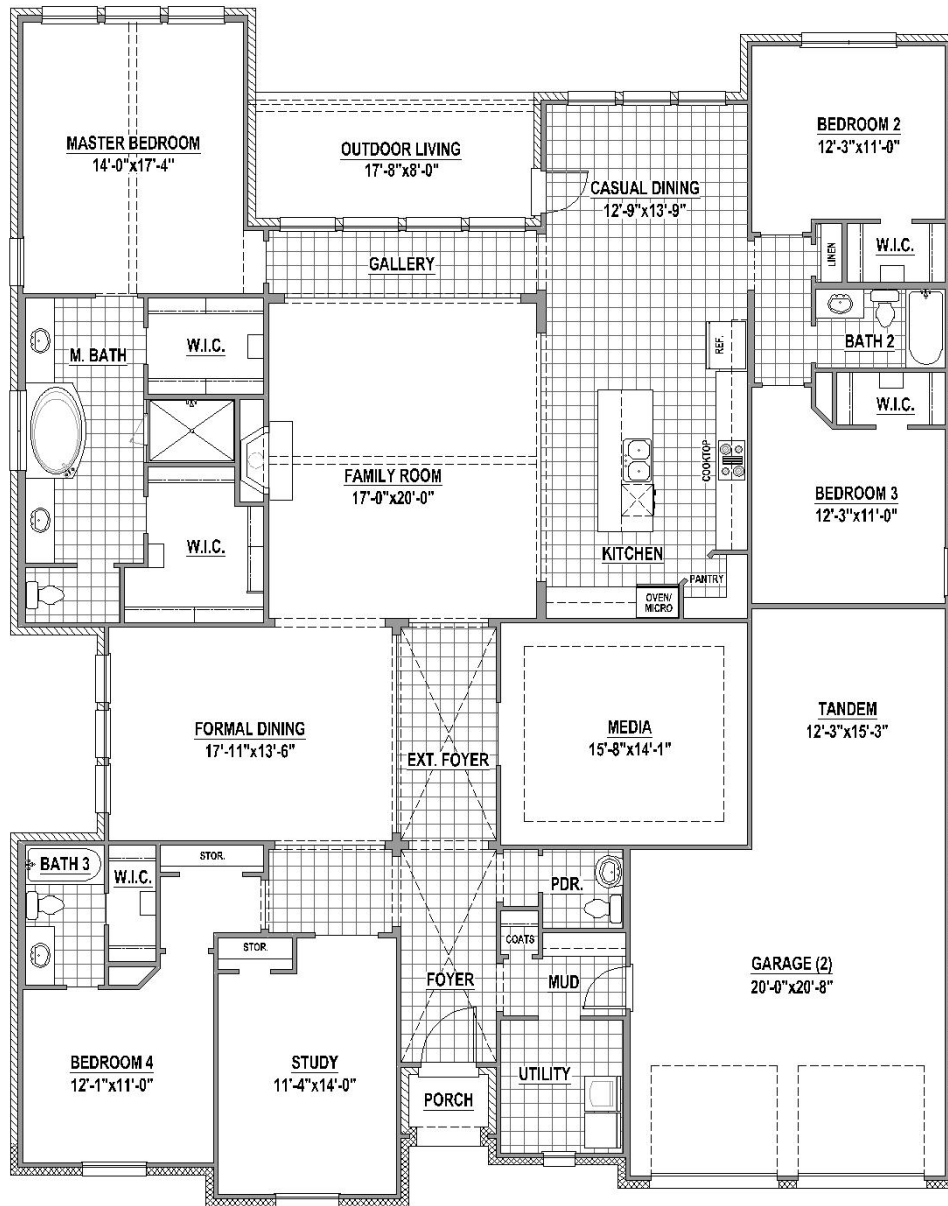 MASTER BEDROOM
14'-0"x17'-4"
OUTDOOR LIVING
17'-8"x8'-0"
CASUAL DINING
12'-9"x13'-9"
BEDROOM 2
12'-3"x11'-0"
GALLERY
LINEN
W.I.C.
M. BATH
W.I.C.
REF.
BATH 2
W.I.C.
COOKTOP
FAMILY ROOM
17'-0"x20'-0"
BEDROOM 3
12'-3"x11'-0"
W.I.C.
KITCHEN
PANTRY
OVEN/
MICRO
FORMAL DINING
17'-11"x13'-6"
EXT. FOYER
MEDIA
15'-8"x14'-1"
TANDEM
12'-3"x15'-3"
BATH 3
W.I.C.
STOR.
PDR.
STOR.
COATS
FOYER
MUD
GARAGE (2)
20'-0"x20'-8"
BEDROOM 4
12'-1"x11'-0"
STUDY
11'-4"x14'-0"
PORCH
UTILITY